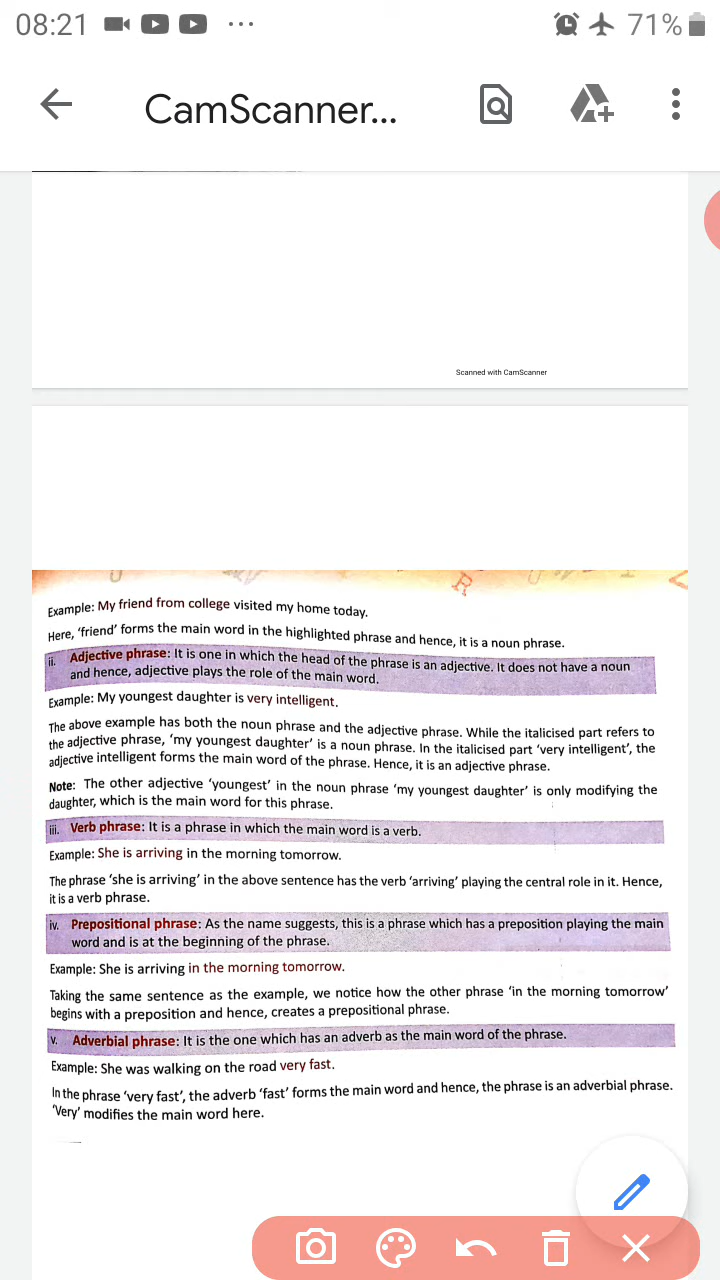 08:21
71%
CamScanner...
Scanned with CamScanner
Example: My friend from college visited my home today.
Here, 'friend' forms the main word in the highlighted phrase and hence, it is a noun phrase.
ii. Adjective phrase: It is one in which the head of the phrase is an adjective. It does not have a noun
and hence, adjective plays the role of the main word.
Example: My youngest daughter is very intelligent.
The above example has both the noun phrase and the adjective phrase. While the italicised part refers to
the adjective phrase, 'my youngest daughter' is a noun phrase. In the italicised part 'very intelligent', the
adjective intelligent forms the main word of the phrase. Hence, it is an adjective phrase.
Note: The other adjective 'youngest' in the noun phrase 'my youngest daughter' is only modifying the
daughter, which is the main word for this phrase.
iii. Verb phrase: It is a phrase in which the main word is a verb.
Example: She is arriving in the morning tomorrow.
The phrase 'she is arriving' in the above sentence has the verb 'arriving' playing the central role in it. Hence,
it is a verb phrase.
iv. Prepositional phrase: As the name suggests, this is a phrase which has a preposition playing the main
word and is at the beginning of the phrase.
Example: She is arriving in the morning tomorrow.
Taking the same sentence as the example, we notice how the other phrase 'in the morning tomorrow'
begins with a preposition and hence, creates a prepositional phrase.
v. Adverbial phrase: It is the one which has an adverb as the main word of the phrase.
Example: She was walking on the road very fast.
In the phrase 'very fast', the adverb 'fast' forms the main word and hence, the phrase is an adverbial phrase.
'Very' modifies the main word here.